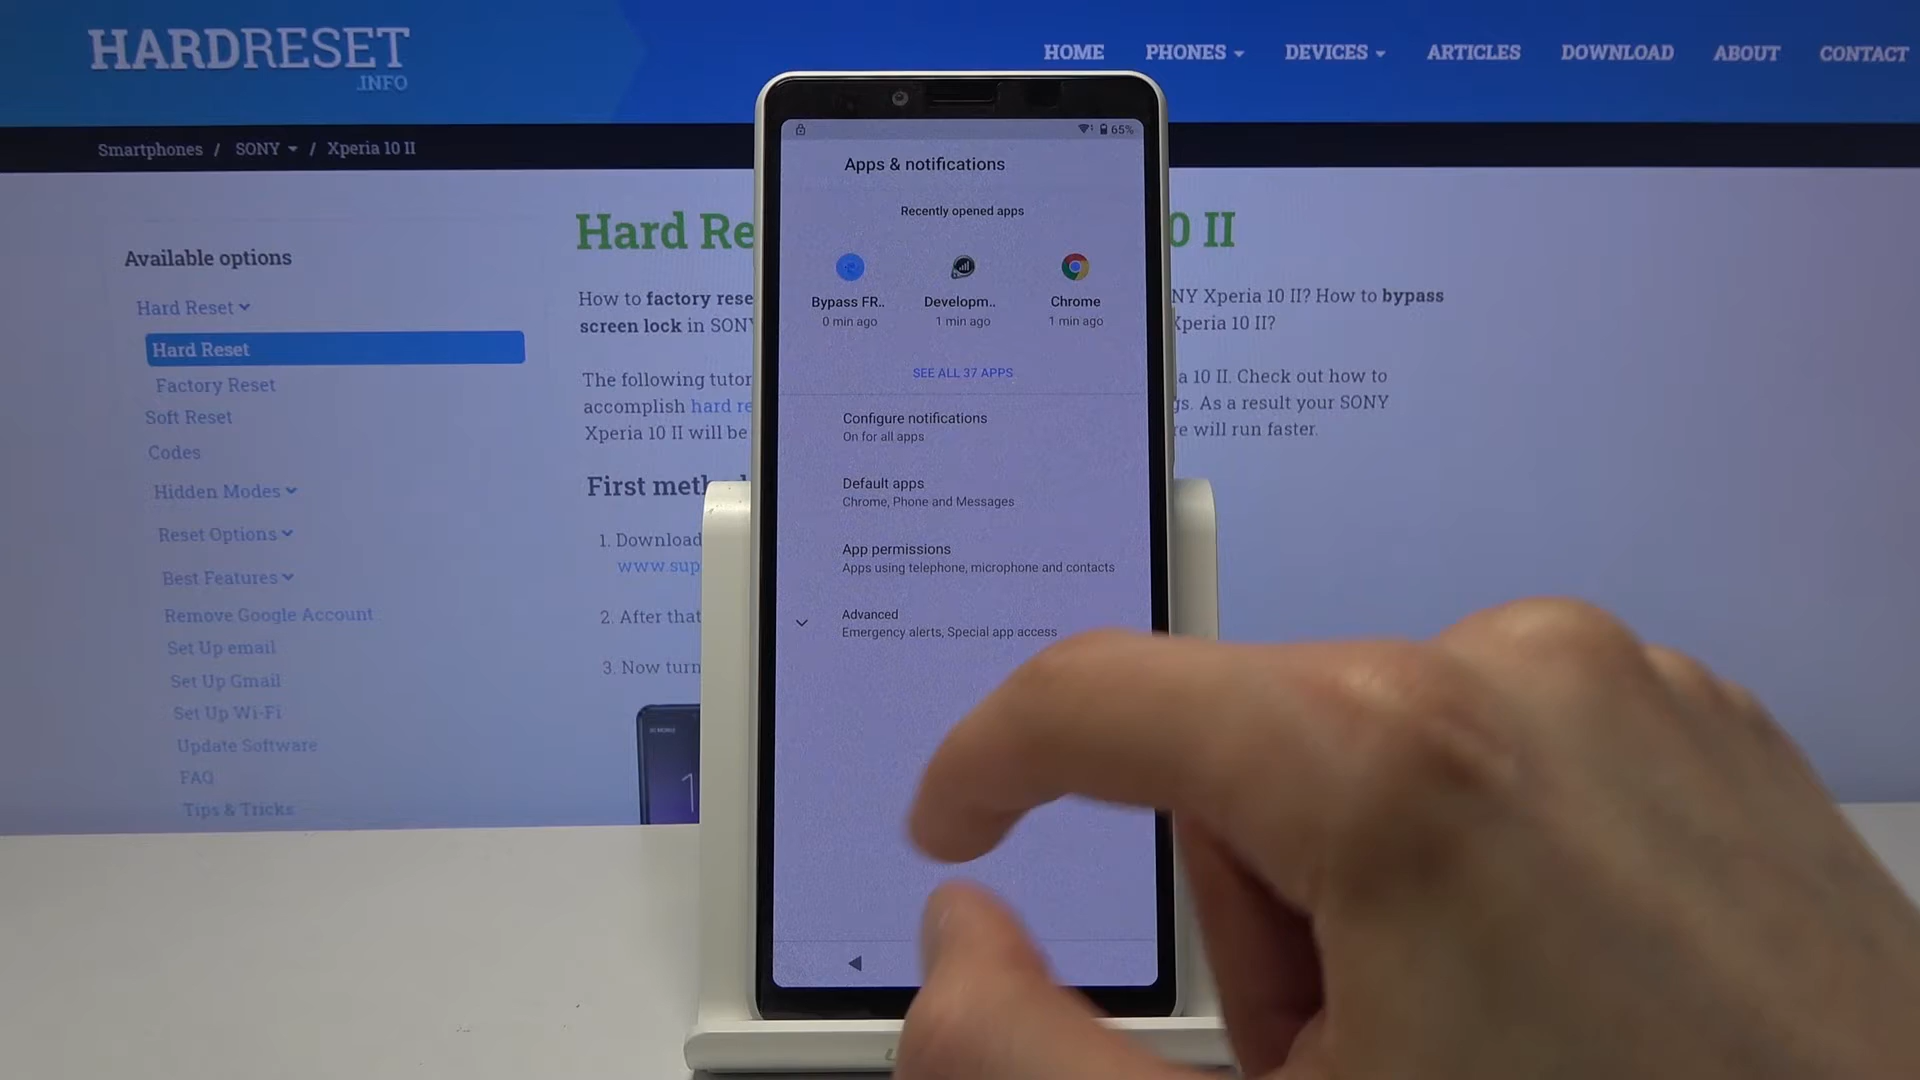 HARDRESET
.INFO
HOME PHONES DEVICES ARTICLES DOWNLOAD ABOUT CONTACT
Smartphones / SONY / Xperia 10 II
Available options
Hard Reset
Hard Reset
Factory Reset
Soft Reset
Codes
Hidden Modes
Reset Options
Best Features
Remove Google Account
Set Up email
Set Up Gmail
Set Up Wi-Fi
Update Software
FAQ
Tips & Tricks
Hard Re 0 II
How to factory rese NY Xperia 10 II? How to bypass
screen lock in SON Xperia 10 II?
The following tutor a 10 II. Check out how to
accomplish hard re gs. As a result your SONY
Xperia 10 II will be re will run faster.
First meth
1. Download
www.sup
2. After that
3. Now turn
65%
Apps & notifications
Recently opened apps
Bypass FR.. Developm.. Chrome
0 min ago 1 min ago 1 min ago
SEE ALL 37 APPS
Configure notifications
On for all apps
Default apps
Chrome, Phone and Messages
App permissions
Apps using telephone, microphone and contacts
Advanced
Emergency alerts, Special app access